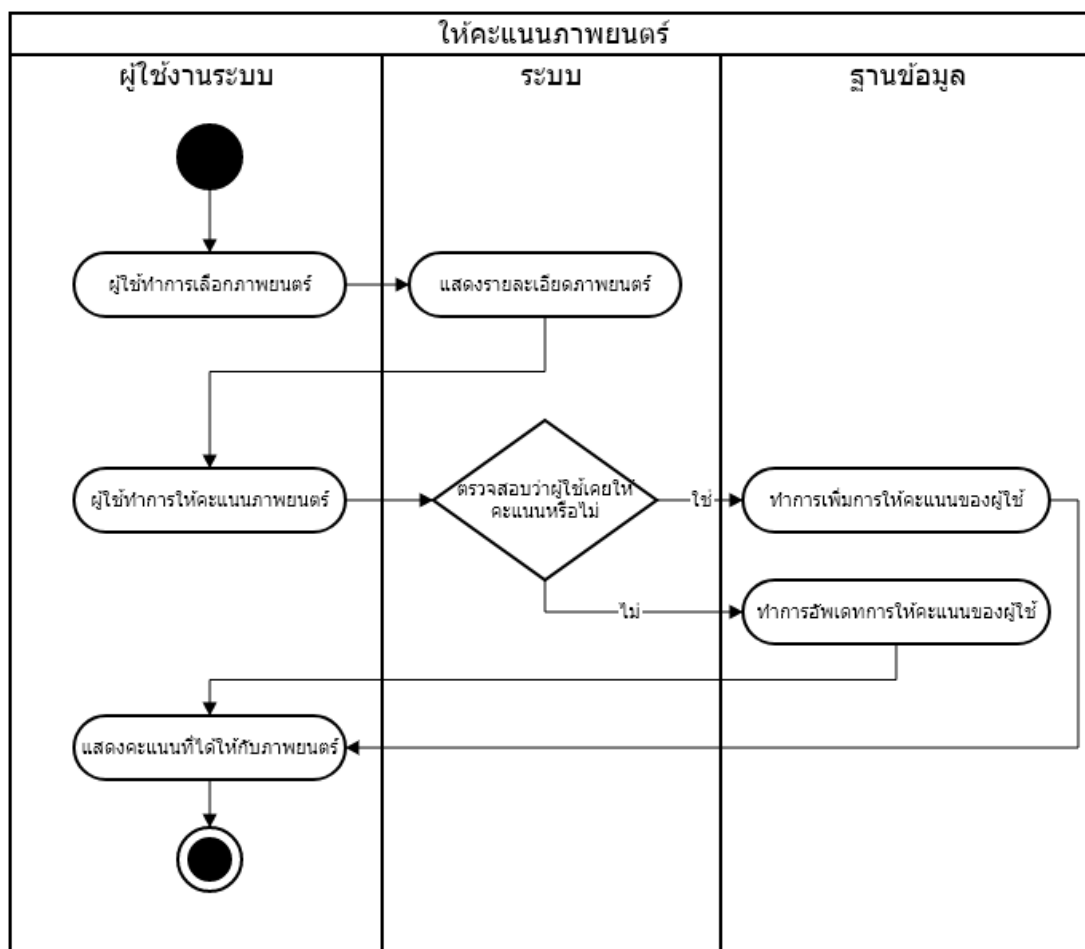 ให้คะแนนภาพยนตร์
ผู้ใช้งานระบบ
ระบบ
ฐานข้อมูล
ผู้ใช้ทำการเลือกภาพยนตร์
แสดงรายละเอียดภาพยนตร์
ผู้ใช้ทำการให้คะแนนภาพยนตร์
ตรวจสอบว่าผู้ใช้เคยให้
คะแนนหรือไม่
ใช่
ทำการเพิ่มการให้คะแนนของผู้ใช้
ไม่
ทำการอัพเดทการให้คะแนนของผู้ใช้
แสดงคะแนนที่ได้ให้กับภาพยนตร์